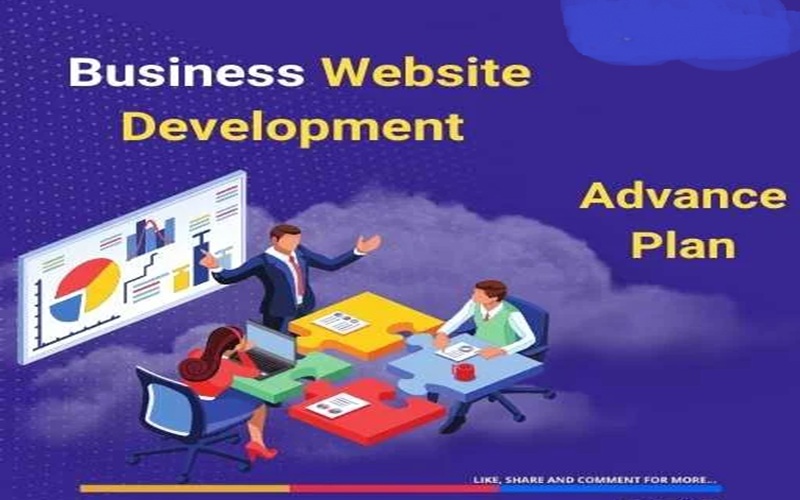 Business Website
Development
Advance
Plan
LIKE, SHARE AND COMMENT FOR MORE...